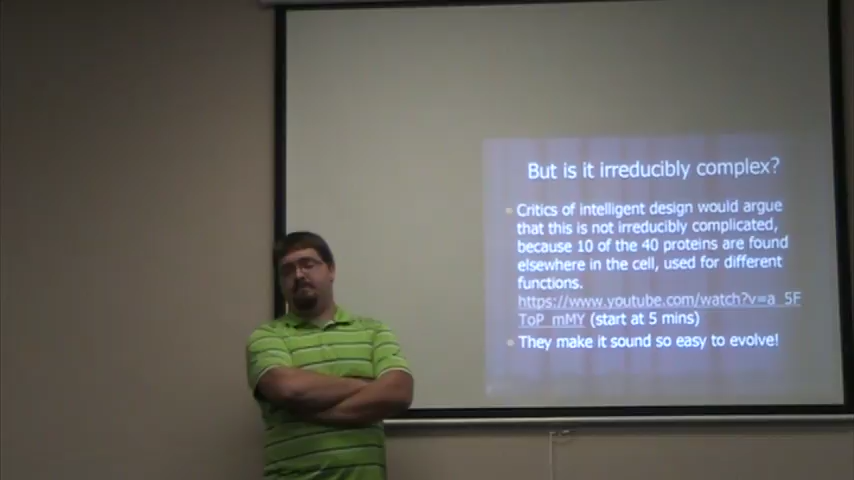 But is it irreducibly complex?
Critics of intelligent design would argue
that this is not irreducibly complicated,
because 10 of the 40 proteins are found
elsewhere in the cell, used for different
functions.
https://www.youtube.com/watch?v=a_5F
ToP_mMY (start at 5 mins)
They make it sound so easy to evolve!